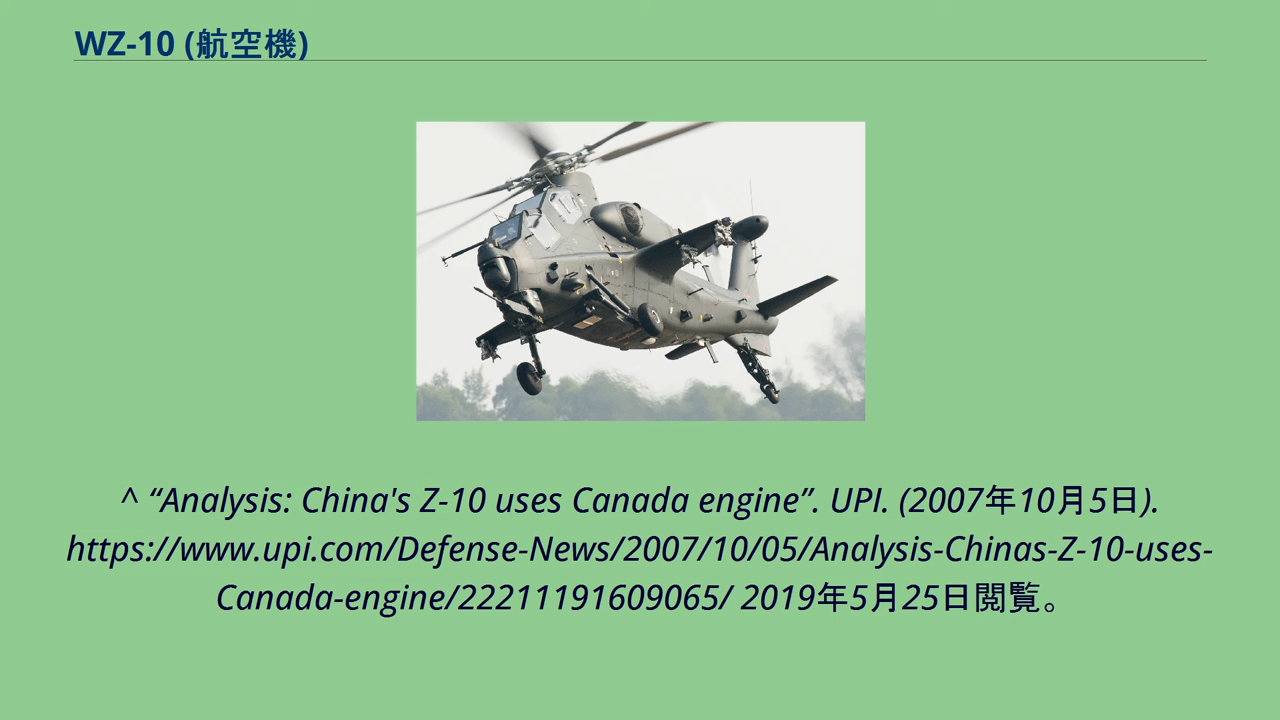 WZ-10 (航空機)
^ “Analysis: China's Z-10 uses Canada engine”. UPI. (2007年10月5日).
https://www.upi.com/Defense-News/2007/10/05/Analysis-Chinas-Z-10-uses-
Canada-engine/22211191609065/ 2019年5月25日閲覧。